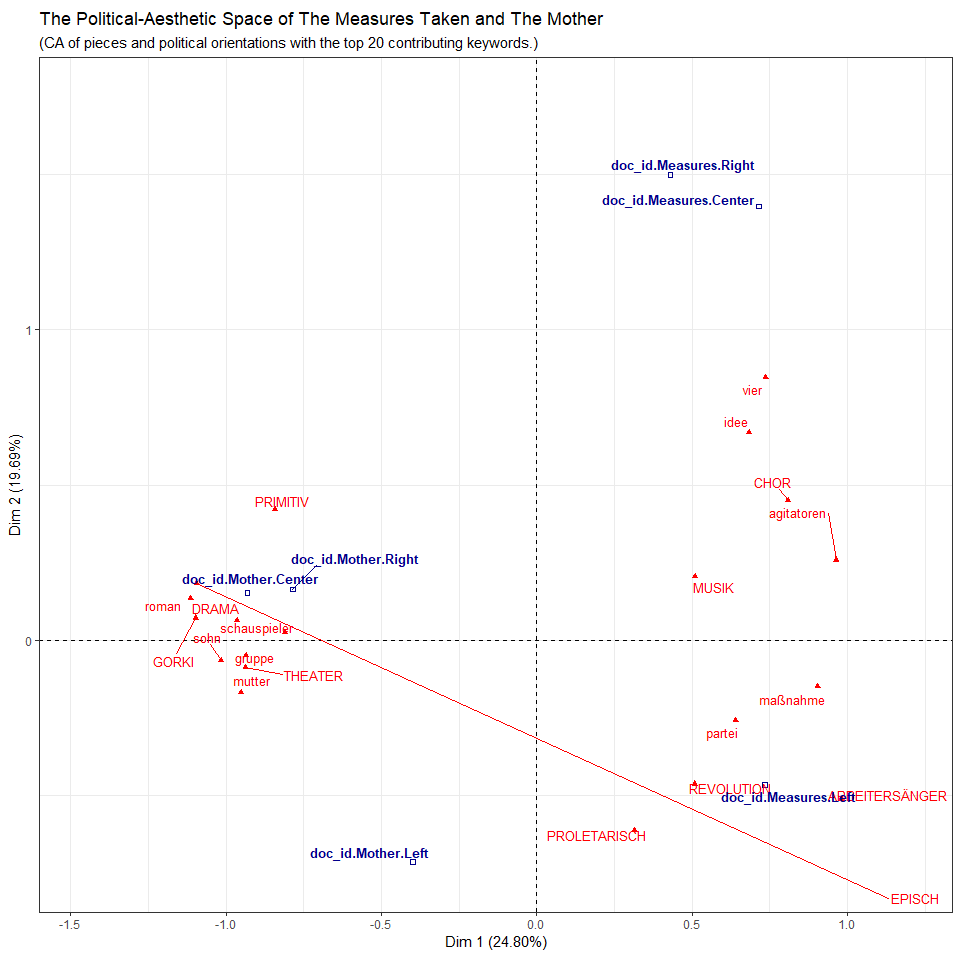 The Political-Aesthetic Space of The Measures Taken and The Mother
(CA of pieces and political orientations with the top 20 contributing keywords.)
doc_id.Measures.Right
doc_id.Measures.Center
1
vier
idee
CHOR
PRIMITIV
agitatoren
doc_id.Mother.Right
doc_id.Mother.Center
MUSIK
roman
DRAMA
schauspieler
sohn
0
gruppe
GORKI
THEATER
mutter
maßnahme
partei
REVOLUTION
doc_id.Measures.Left
ARBEITERSÄNGER
PROLETARISCH
doc_id.Mother.Left
EPISCH
Dim 2 (19.69%)
-1.5
-1.0
-0.5
0.0
0.5
1.0
Dim 1 (24.80%)